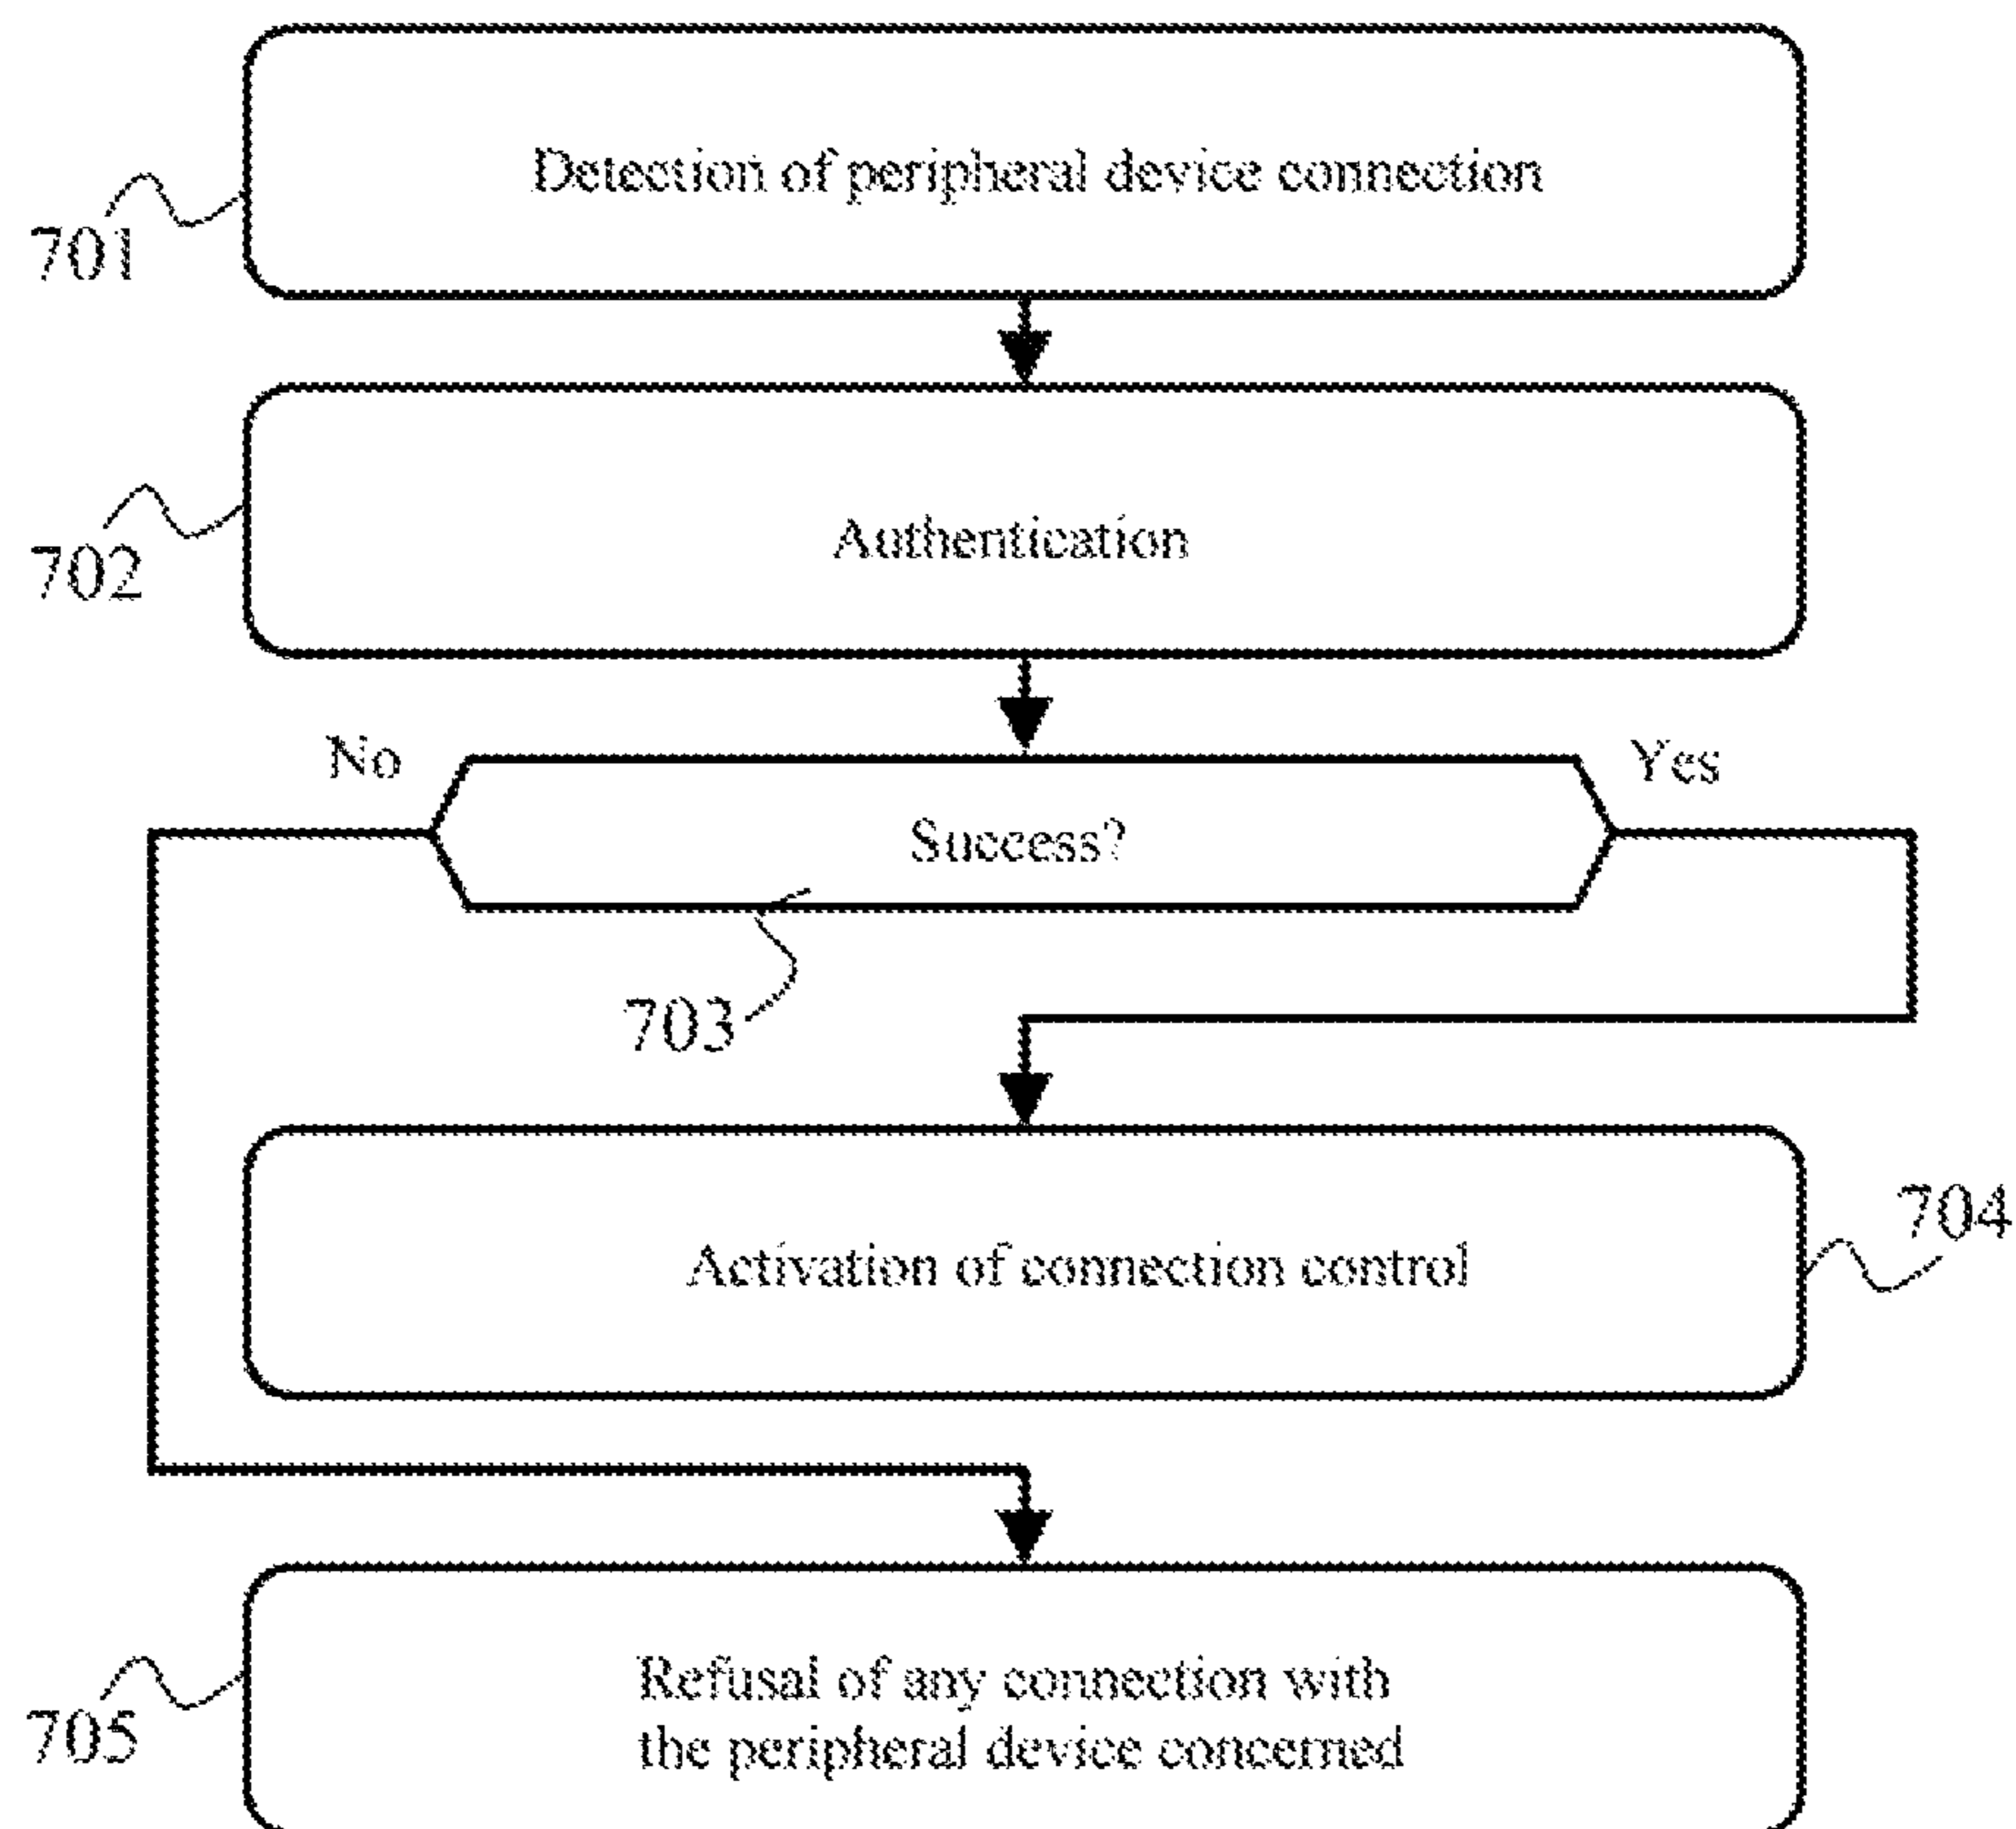 Detection of peripheral device connection
701
Authentication
702
No
Yes
Success?
703
704
Activation of connection control
Refusal of any connection with
the peripheral device concerned
705